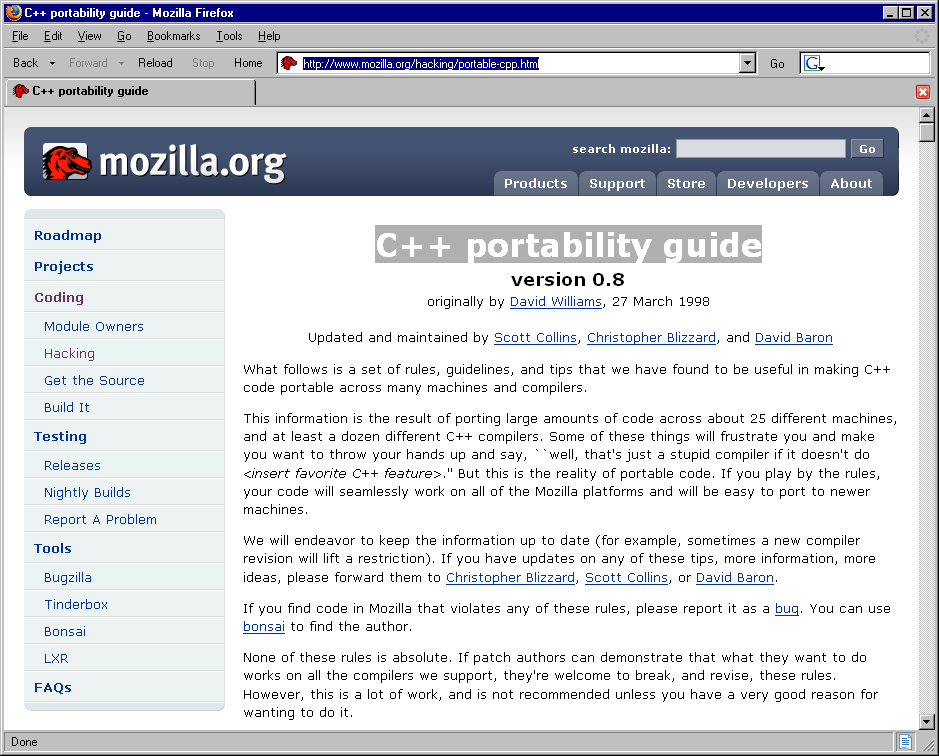 C++ portability guide - Mozilla Firefox
File Edit View Go Bookmarks Tools Help
Back Forward Reload Stop Home http://www.mozilla.org/hacking/portable-cpp.html Go G
C++ portability guide
mozilla.org
search mozilla: Go
Products Support Store Developers About
Roadmap
Projects
Coding
Module Owners
Hacking
Get the Source
Build It
Testing
Releases
Nightly Builds
Report A Problem
Tools
Bugzilla
Tinderbox
Bonsai
LXR
FAQs
C++ portability guide
version 0.8
originally by David Williams, 27 March 1998
Updated and maintained by Scott Collins, Christopher Blizzard, and David Baron
What follows is a set of rules, guidelines, and tips that we have found to be useful in making C++
code portable across many machines and compilers.
This information is the result of porting large amounts of code across about 25 different machines,
and at least a dozen different C++ compilers. Some of these things will frustrate you and make
you want to throw your hands up and say, ``well, that's just a stupid compiler if it doesn't do
<insert favorite C++ feature>." But this is the reality of portable code. If you play by the rules,
your code will seamlessly work on all of the Mozilla platforms and will be easy to port to newer
machines.
We will endeavor to keep the information up to date (for example, sometimes a new compiler
revision will lift a restriction). If you have updates on any of these tips, more information, more
ideas, please forward them to Christopher Blizzard, Scott Collins, or David Baron.
If you find code in Mozilla that violates any of these rules, please report it as a bug. You can use
bonsai to find the author.
None of these rules is absolute. If patch authors can demonstrate that what they want to do
works on all the compilers we support, they're welcome to break, and revise, these rules.
However, this is a lot of work, and is not recommended unless you have a very good reason for
wanting to do it.
Done